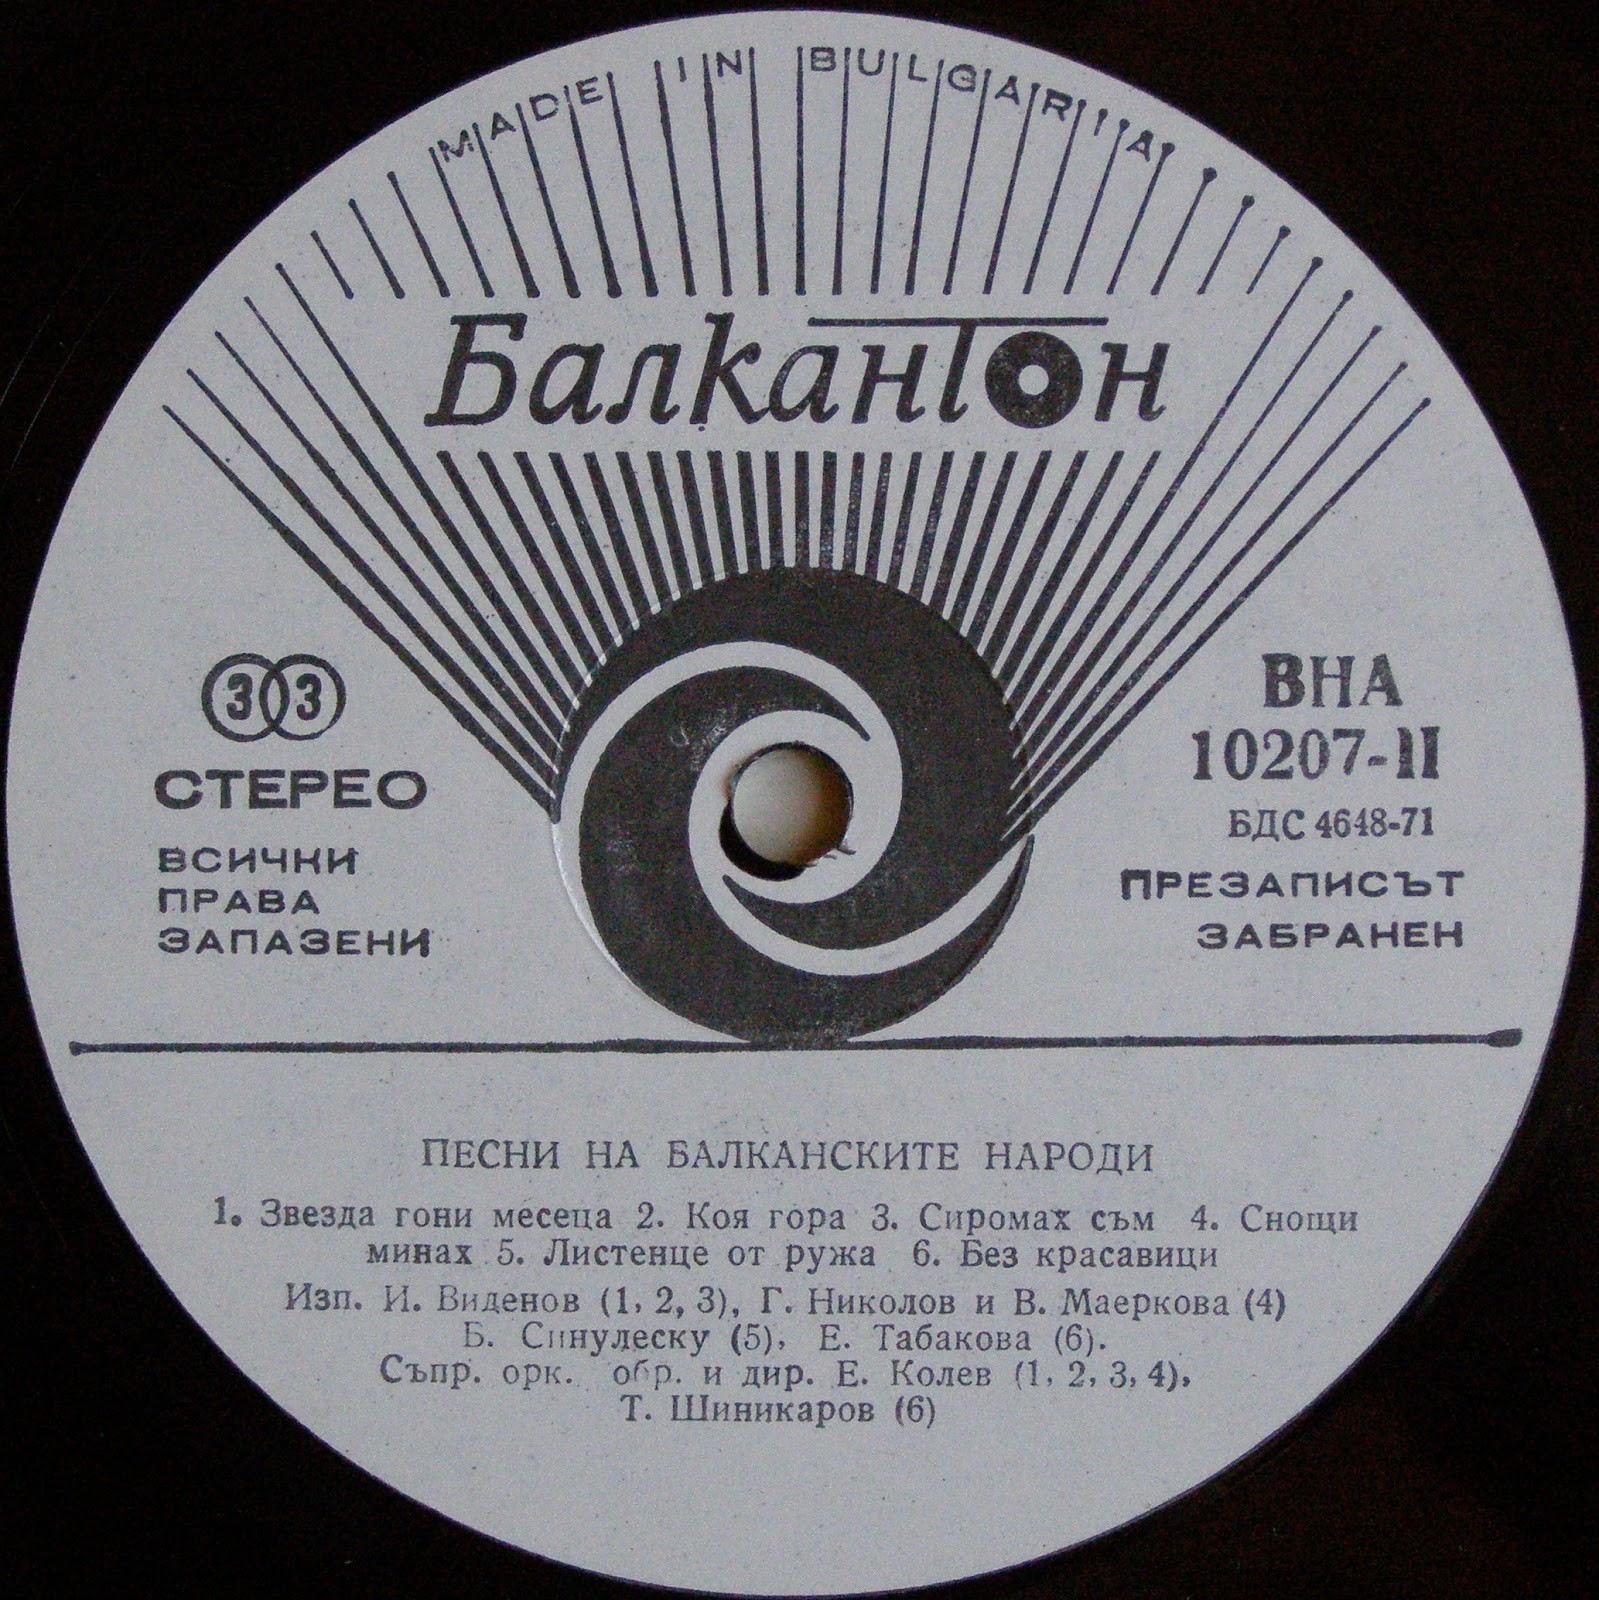 MADE IN BULGARIA
Балкантон
33
СТЕРЕО
ВСИЧКИ
ПРАВА
ЗАПАЗЕНИ
ВНА
10207-II
БДС 4648-71
ПРЕЗАПИСЪТ
ЗАБРАНЕН
ПЕСНИ НА БАЛКАНСКИТЕ НАРОДИ
1. Звезда гони месеца 2. Коя гора 3. Сиромах съм 4. Снощи
минах 5. Листенце от ружа 6. Без красавици
Изп. И. Виденов (1, 2, 3), Г. Николов и В. Маеркова (4)
Б. Синулеску (5), Е. Табакова (6).
Съпр. орк. обр. и дир. Е. Колев (1, 2, 3, 4),
Т. Шиникаров (6)